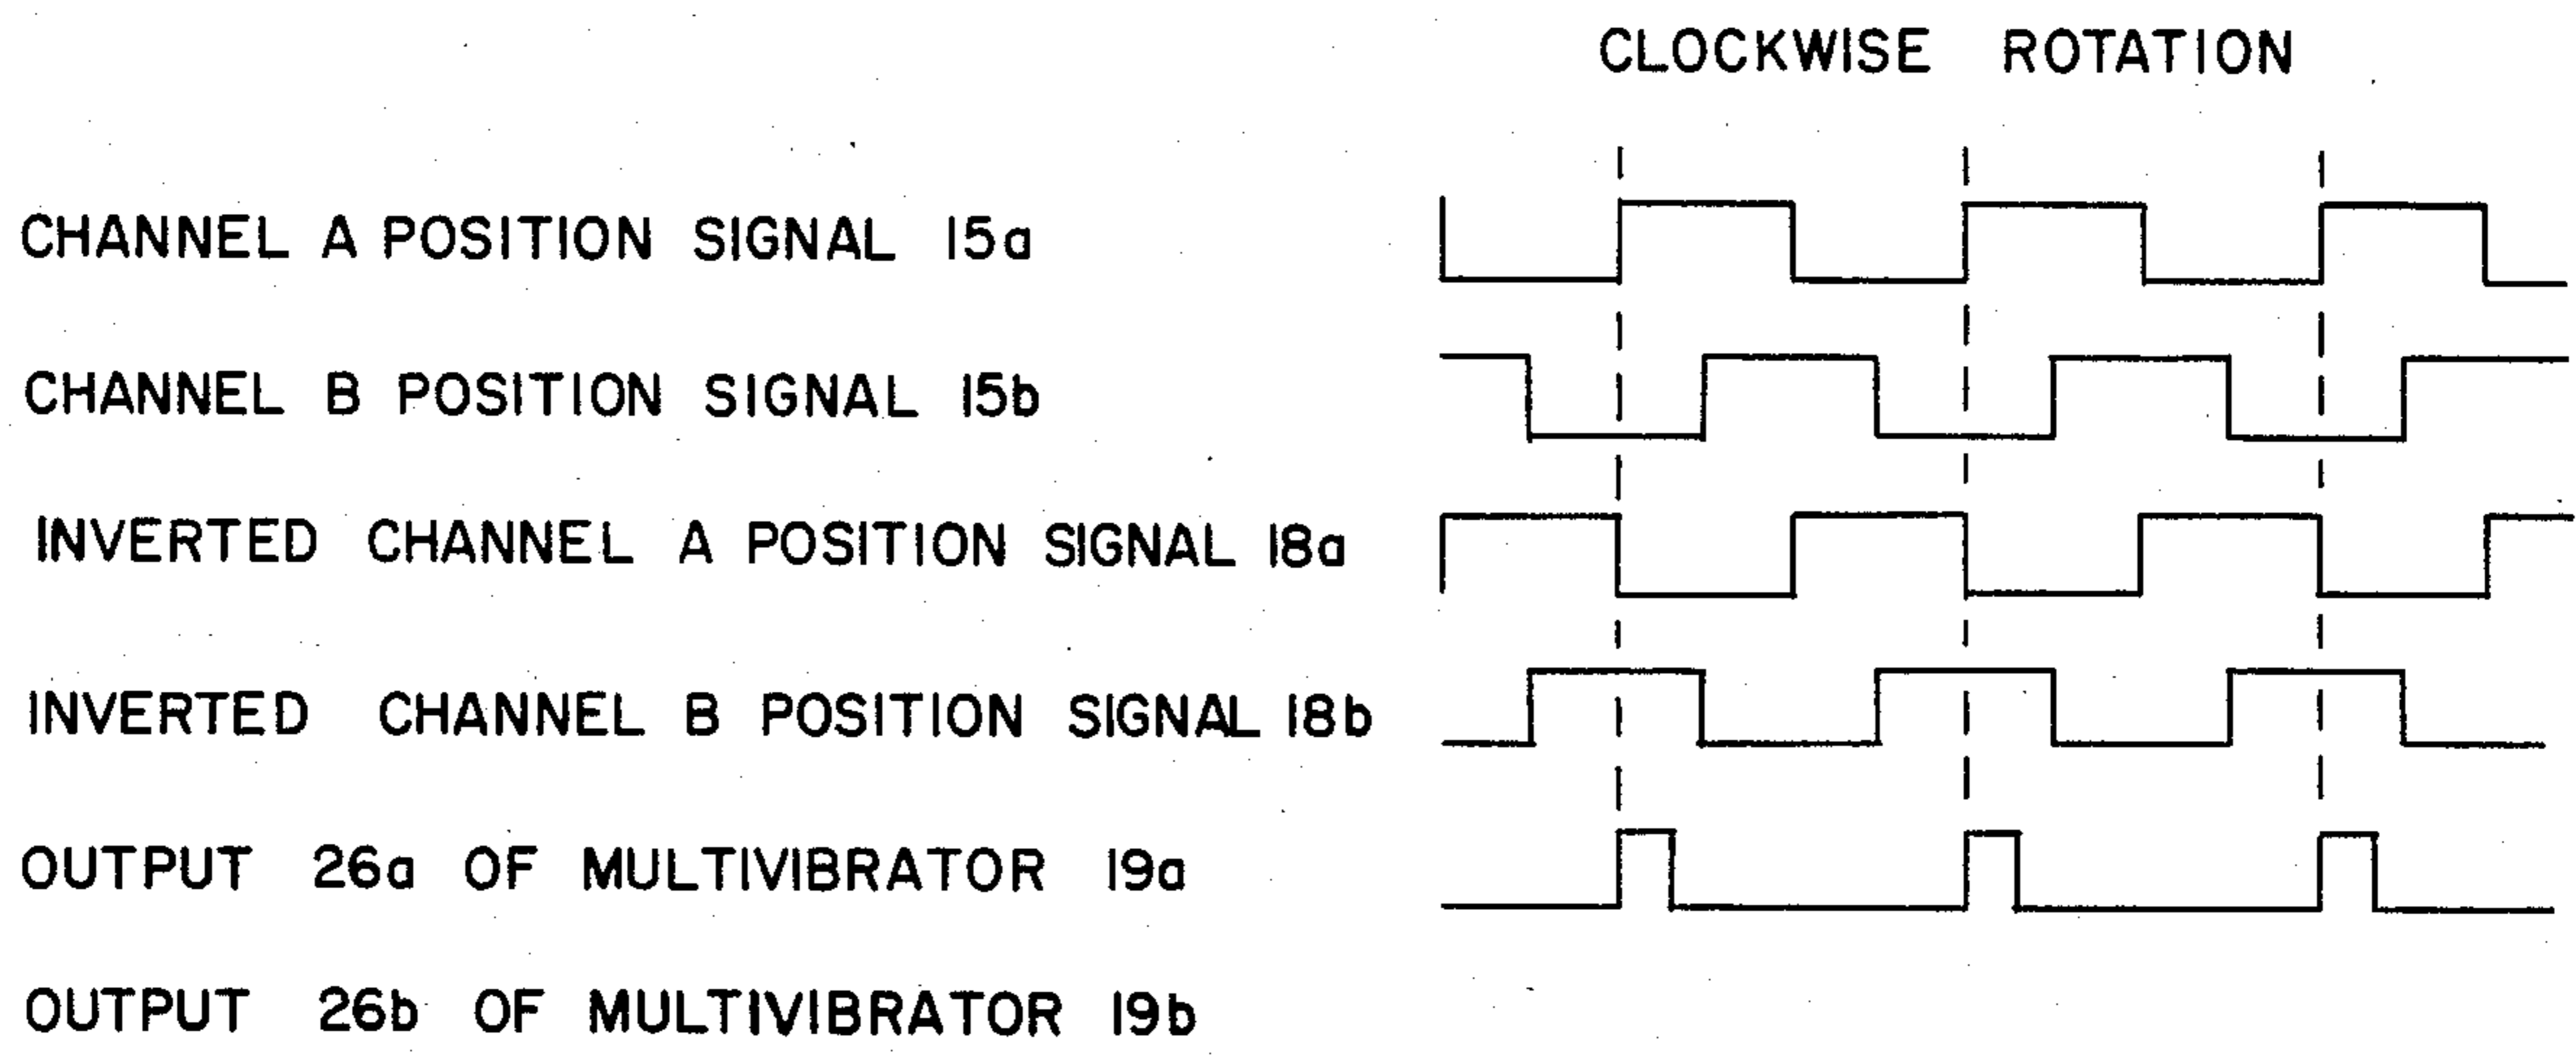 CLOCKWISE ROTATION
CHANNEL A POSITION SIGNAL 15a
CHANNEL B POSITION SIGNAL 15b
INVERTED CHANNEL A POSITION SIGNAL 18a
INVERTED CHANNEL B POSITION SIGNAL 18b
OUTPUT 26a OF MULTIVIBRATOR 19a
OUTPUT 26b OF MULTIVIBRATOR 19b